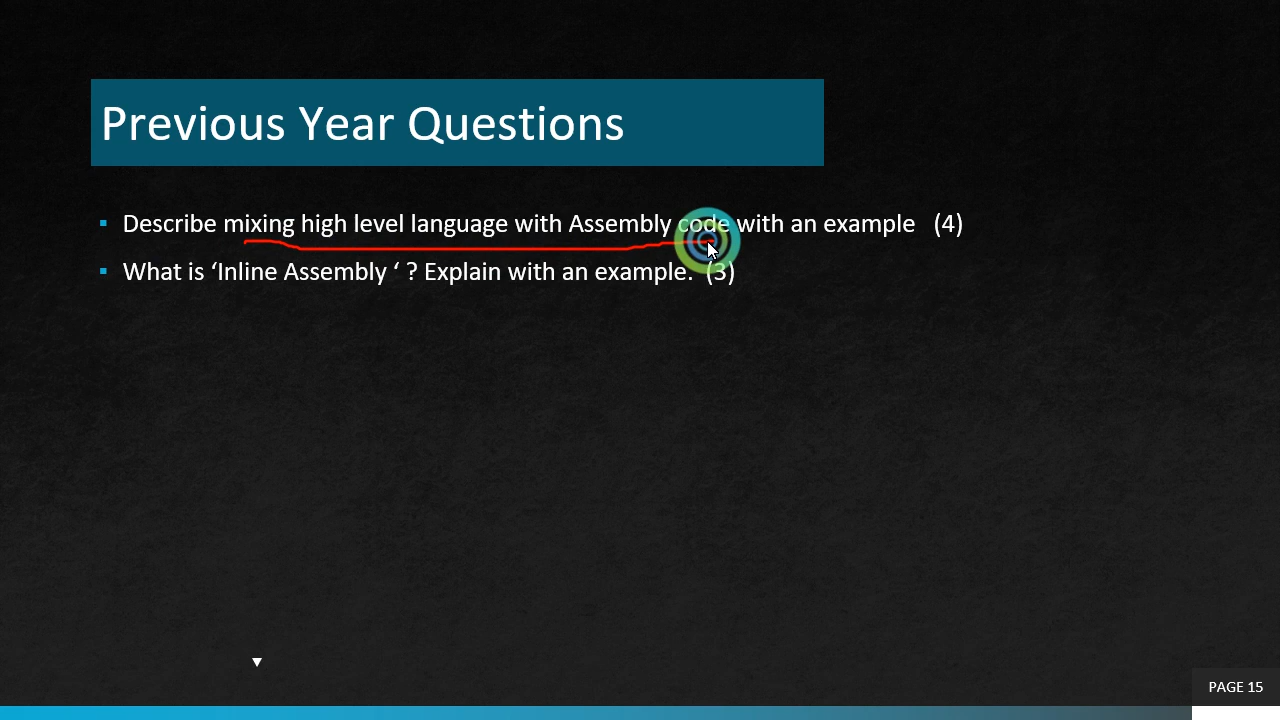 Previous Year Questions
Describe mixing high level language with Assembly code with an example (4)
What is ‘Inline Assembly ‘ ? Explain with an example. (3)
PAGE 15